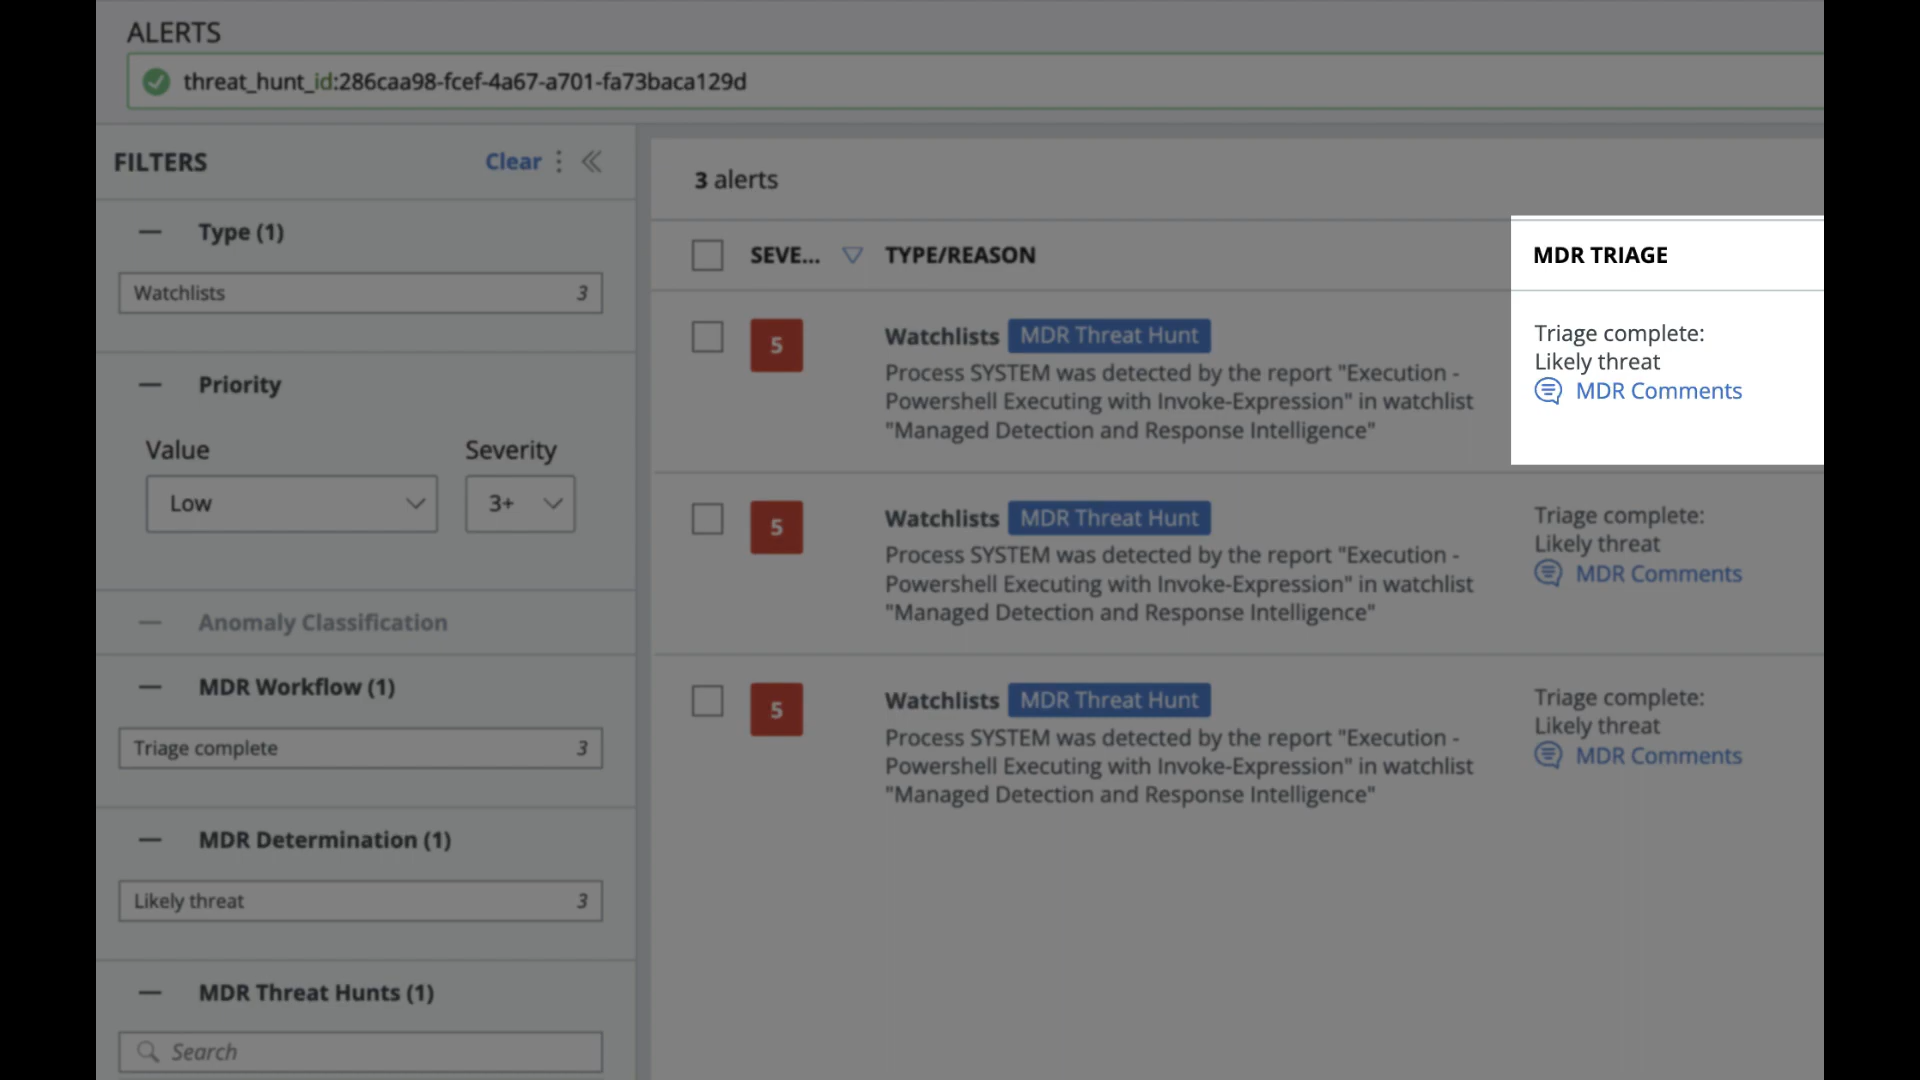 ALERTS
threat_hunt_id:286caa98-fcef-4a67-a701-fa73baca129d
FILTERS
Clear
Type (1)
Watchlists 3
Priority
Value Severity
Low 3+
Anomaly Classification
MDR Workflow (1)
Triage complete 3
MDR Determination (1)
Likely threat 3
MDR Threat Hunts (1)
Search
3 alerts
SEVE... TYPE/REASON MDR TRIAGE
5
Watchlists MDR Threat Hunt
Process SYSTEM was detected by the report "Execution -
Powershell Executing with Invoke-Expression" in watchlist
"Managed Detection and Response Intelligence"
Triage complete:
Likely threat
MDR Comments
5
Watchlists MDR Threat Hunt
Process SYSTEM was detected by the report "Execution -
Powershell Executing with Invoke-Expression" in watchlist
"Managed Detection and Response Intelligence"
Triage complete:
Likely threat
MDR Comments
5
Watchlists MDR Threat Hunt
Process SYSTEM was detected by the report "Execution -
Powershell Executing with Invoke-Expression" in watchlist
"Managed Detection and Response Intelligence"
Triage complete:
Likely threat
MDR Comments